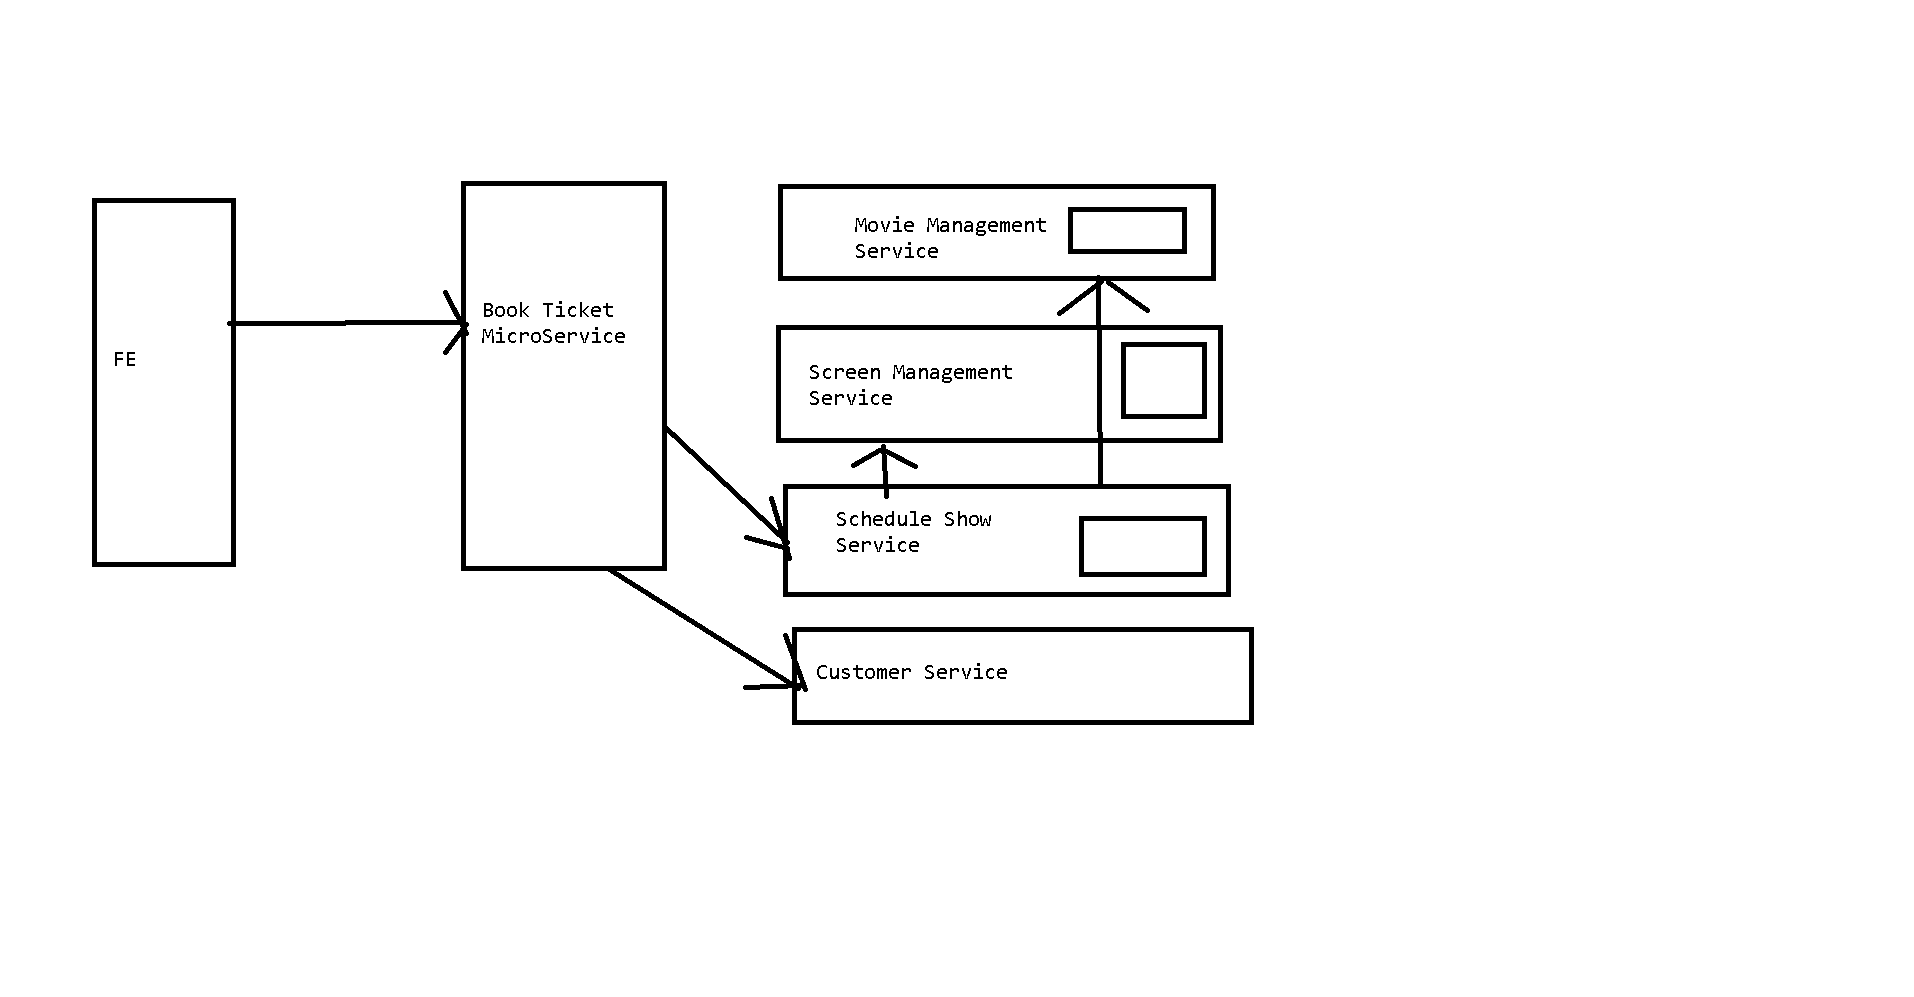 FE
Book Ticket
MicroService
Movie Management
Service
Screen Management
Service
Schedule Show
Service
Customer Service